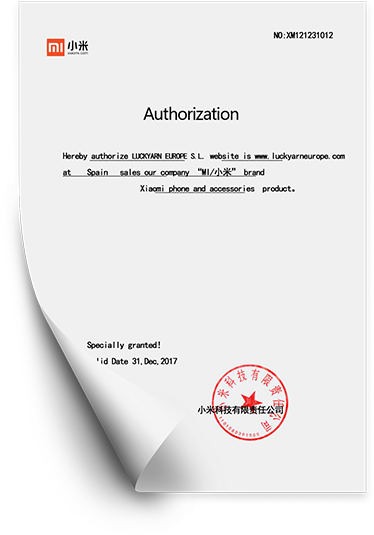 NO:XM121231012
mi 小米
xiaomi.com
Authorization
Hereby authorize LUCKYARN EUROPE S.L. website is www.luckyarneurope.com
at Spain sales our company “MI/小米” brand
Xiaomi phone and accessories product。
Specially granted!
id Date 31,Dec,2017
小米科技有限责任公司
小米科技有限责任公司